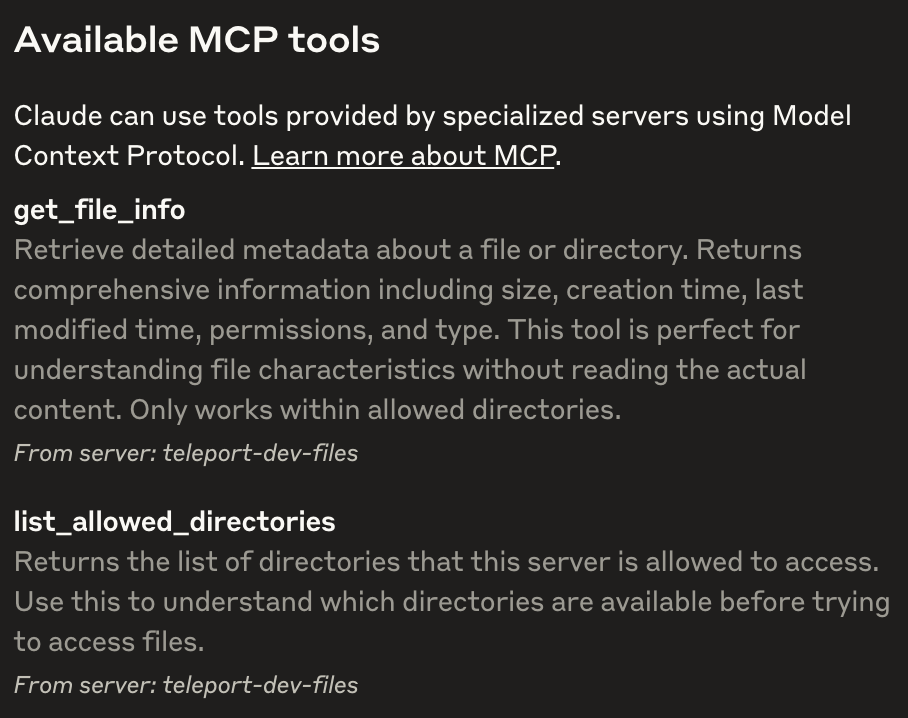 Available MCP tools
Claude can use tools provided by specialized servers using Model
Context Protocol. Learn more about MCP.
get_file_info
Retrieve detailed metadata about a file or directory. Returns
comprehensive information including size, creation time, last
modified time, permissions, and type. This tool is perfect for
understanding file characteristics without reading the actual
content. Only works within allowed directories.
From server: teleport-dev-files
list_allowed_directories
Returns the list of directories that this server is allowed to access.
Use this to understand which directories are available before trying
to access files.
From server: teleport-dev-files